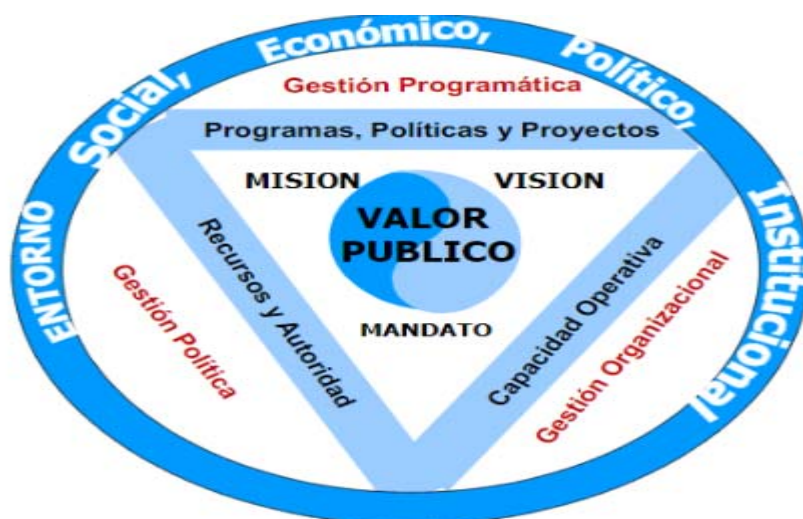 ENTORNO Social, Económico, Político, Institucional
Gestión Programática
Programas, Políticas y Proyectos
MISION
VISION
VALOR
PUBLICO
MANDATO
Recursos y Autoridad
Gestión Política
Capacidad Operativa
Gestión Organizacional